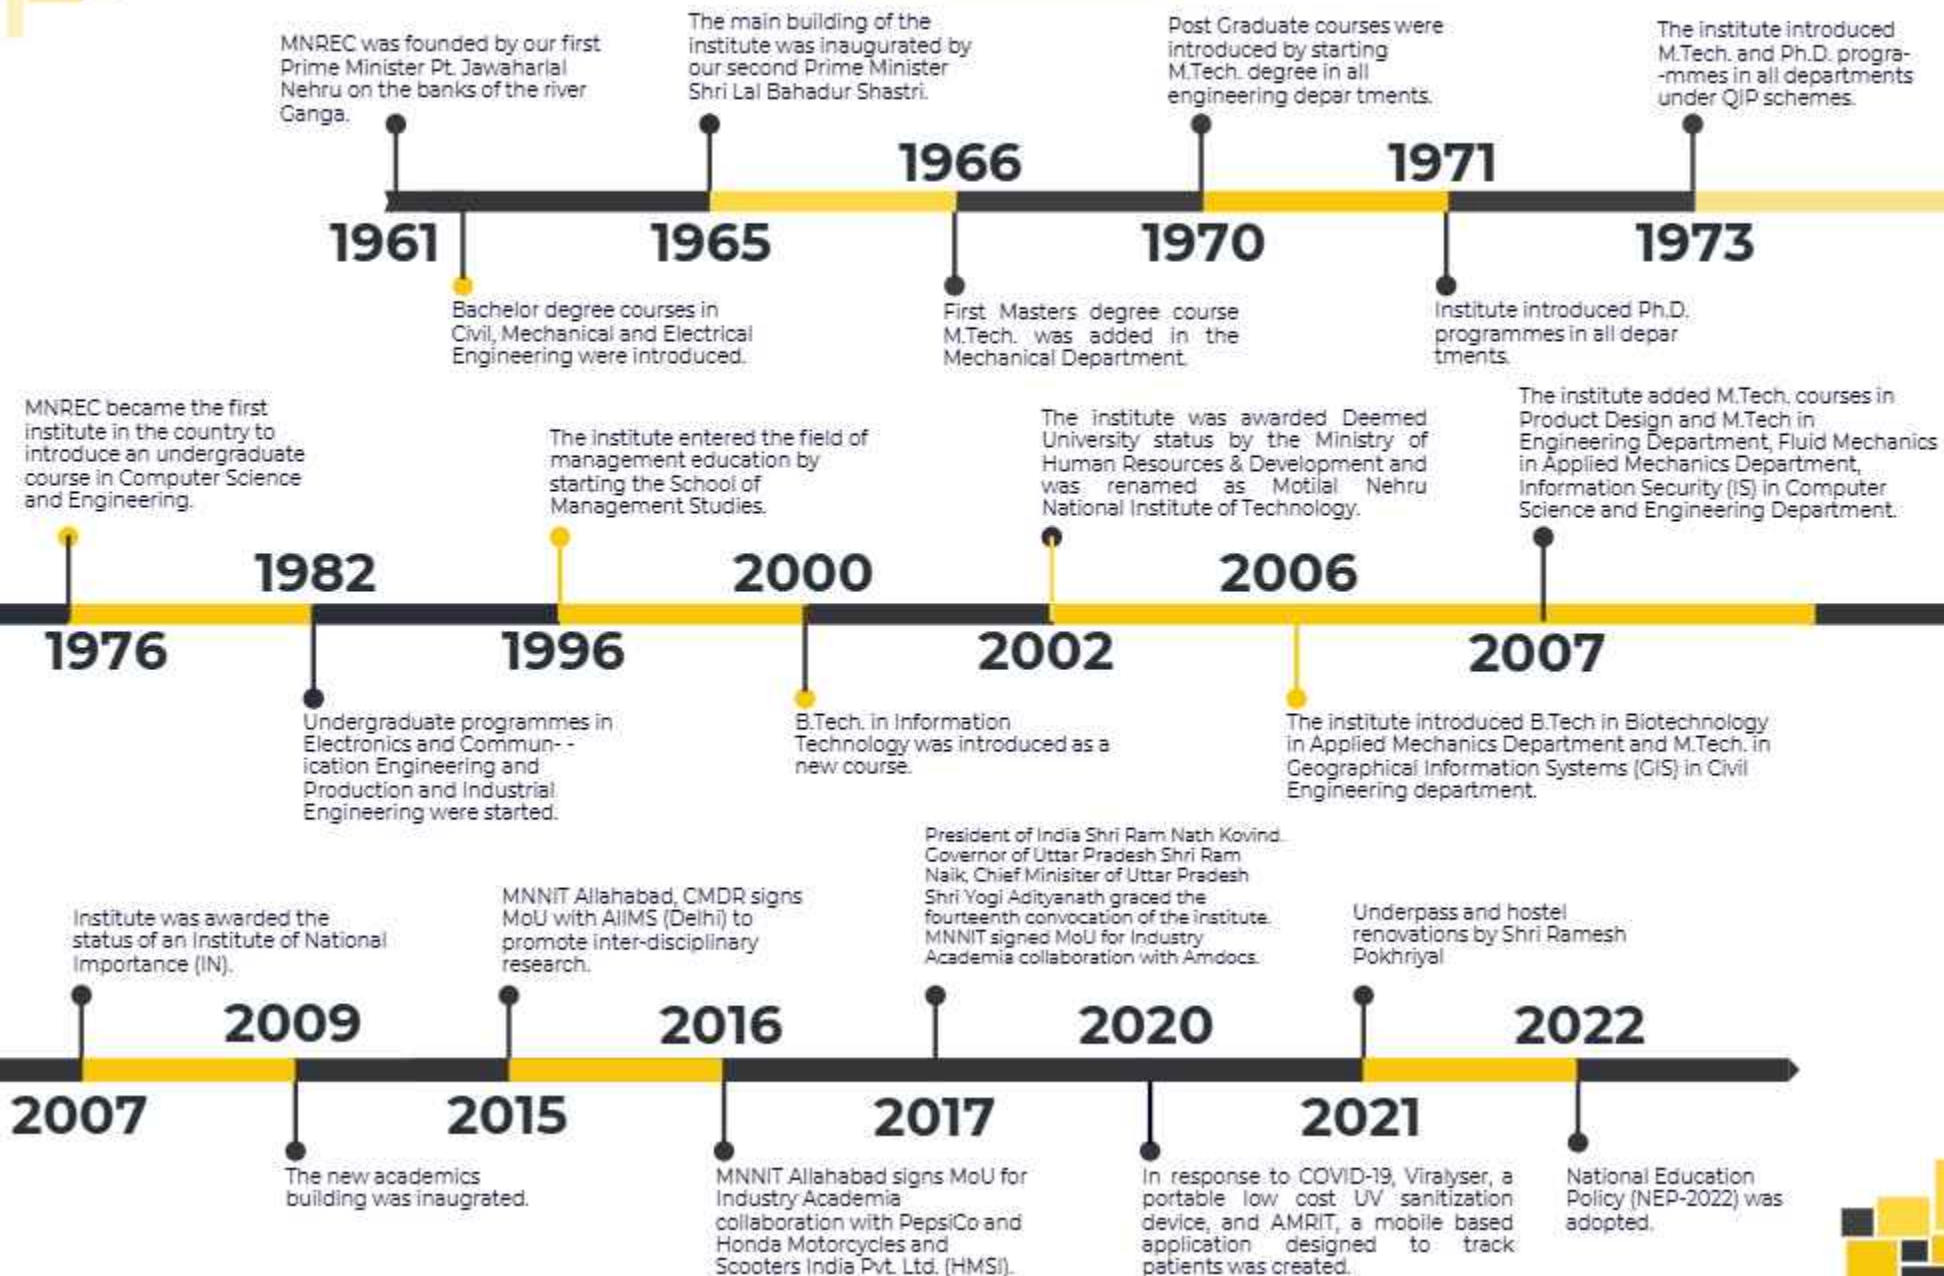 MNREC was founded by our first
Prime Minister Pt. Jawaharlal
Nehru on the banks of the river
Ganga.
The main building of the
institute was inaugurated by
our second Prime Minister
Shri Lal Bahadur Shastri.
Post Graduate courses were
introduced by starting
M.Tech. degree in all
engineering depar tments.
The institute introduced
M.Tech. and Ph.D. progra-
-mmes in all departments
under QIP schemes.
1966
1971
1961
1965
1970
1973
Bachelor degree courses in
Civil, Mechanical and Electrical
Engineering were introduced.
First Masters degree course
M.Tech. was added in the
Mechanical Department.
Institute introduced Ph.D.
programmes in all depar
tments.
MNREC became the first
institute in the country to
introduce an undergraduate
course in Computer Science
and Engineering.
The institute entered the field of
management education by
starting the School of
Management Studies.
The institute was awarded Deemed
University status by the Ministry of
Human Resources & Development and
was renamed as Motilal Nehru
National Institute of Technology.
The institute added M.Tech. courses in
Product Design and M.Tech in
Engineering Department, Fluid Mechanics
in Applied Mechanics Department,
Information Security (IS) in Computer
Science and Engineering Department.
1982
2000
2006
1976
1996
2002
2007
Undergraduate programmes in
Electronics and Commun- -
ication Engineering and
Production and Industrial
Engineering were started.
B.Tech. in Information
Technology was introduced as a
new course.
The institute introduced B.Tech in Biotechnology
in Applied Mechanics Department and M.Tech. in
Geographical Information Systems (GIS) in Civil
Engineering department.
Institute was awarded the
status of an Institute of National
Importance (IN).
MNNIT Allahabad, CMDR signs
MoU with AIIMS (Delhi) to
promote inter-disciplinary
research.
President of India Shri Ram Nath Kovind.
Governor of Uttar Pradesh Shri Ram
Naik, Chief Minisiter of Uttar Pradesh
Shri Yogi Adityanath graced the
fourteenth convocation of the institute.
MNNIT signed MoU for Industry
Academia collaboration with Amdocs.
Underpass and hostel
renovations by Shri Ramesh
Pokhriyal
2009
2016
2020
2022
2007
2015
2017
2021
The new academics
building was inaugrated.
MNNIT Allahabad signs MoU for
Industry Academia
collaboration with PepsiCo and
Honda Motorcycles and
Scooters India Pvt. Ltd. (HMSI).
In response to COVID-19, Viralyser, a
portable low cost UV sanitization
device, and AMRIT, a mobile based
application designed to track
patients was created.
National Education
Policy (NEP-2022) was
adopted.